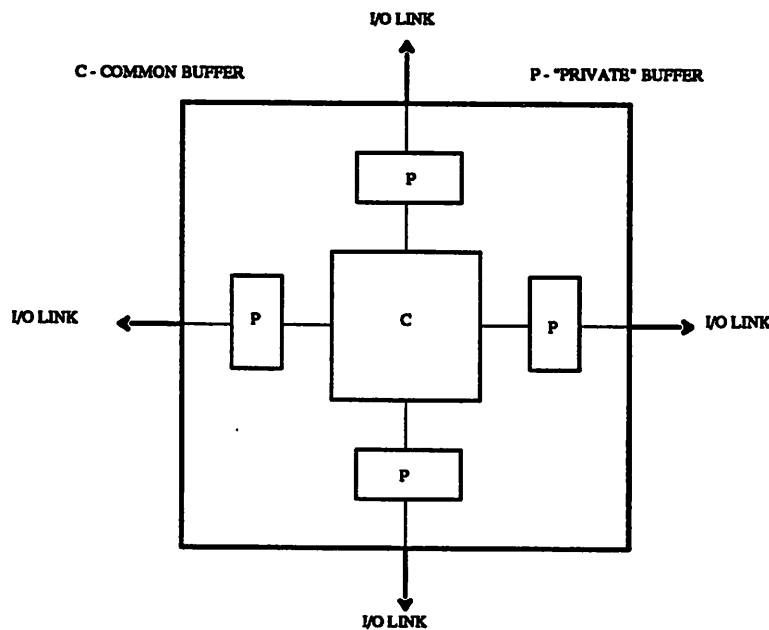 I/O LINK
C - COMMON BUFFER
P - "PRIVATE" BUFFER
P
I/O LINK
P
C
P
I/O LINK
P
I/O LINK